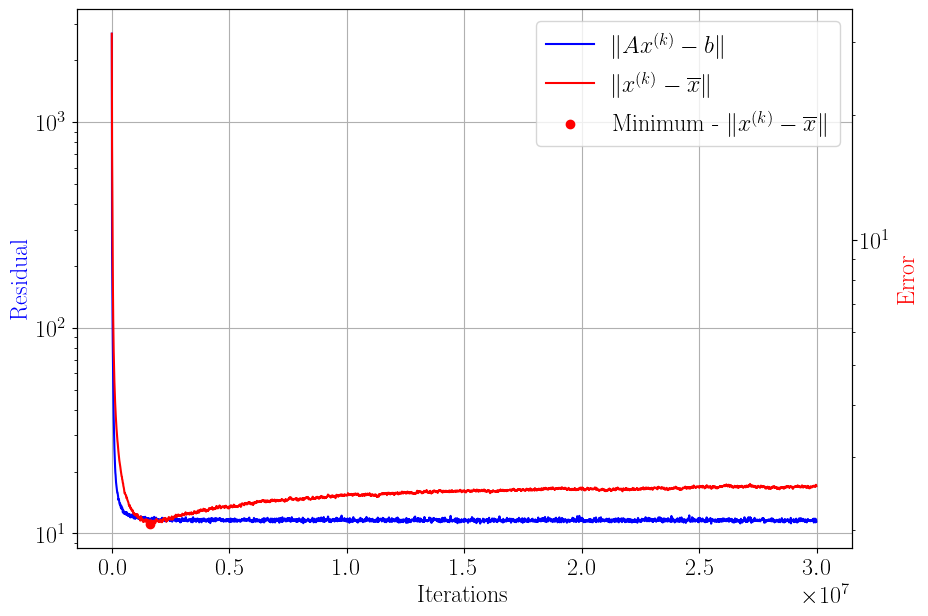 ‖Ax^{(k)} − b‖
‖x^{(k)} − x̅‖
Minimum - ‖x^{(k)} − x̅‖
10^3
10^2
10^1
Residual
10^1
Error
0.0 0.5 1.0 1.5 2.0 2.5 3.0
Iterations
×10^7